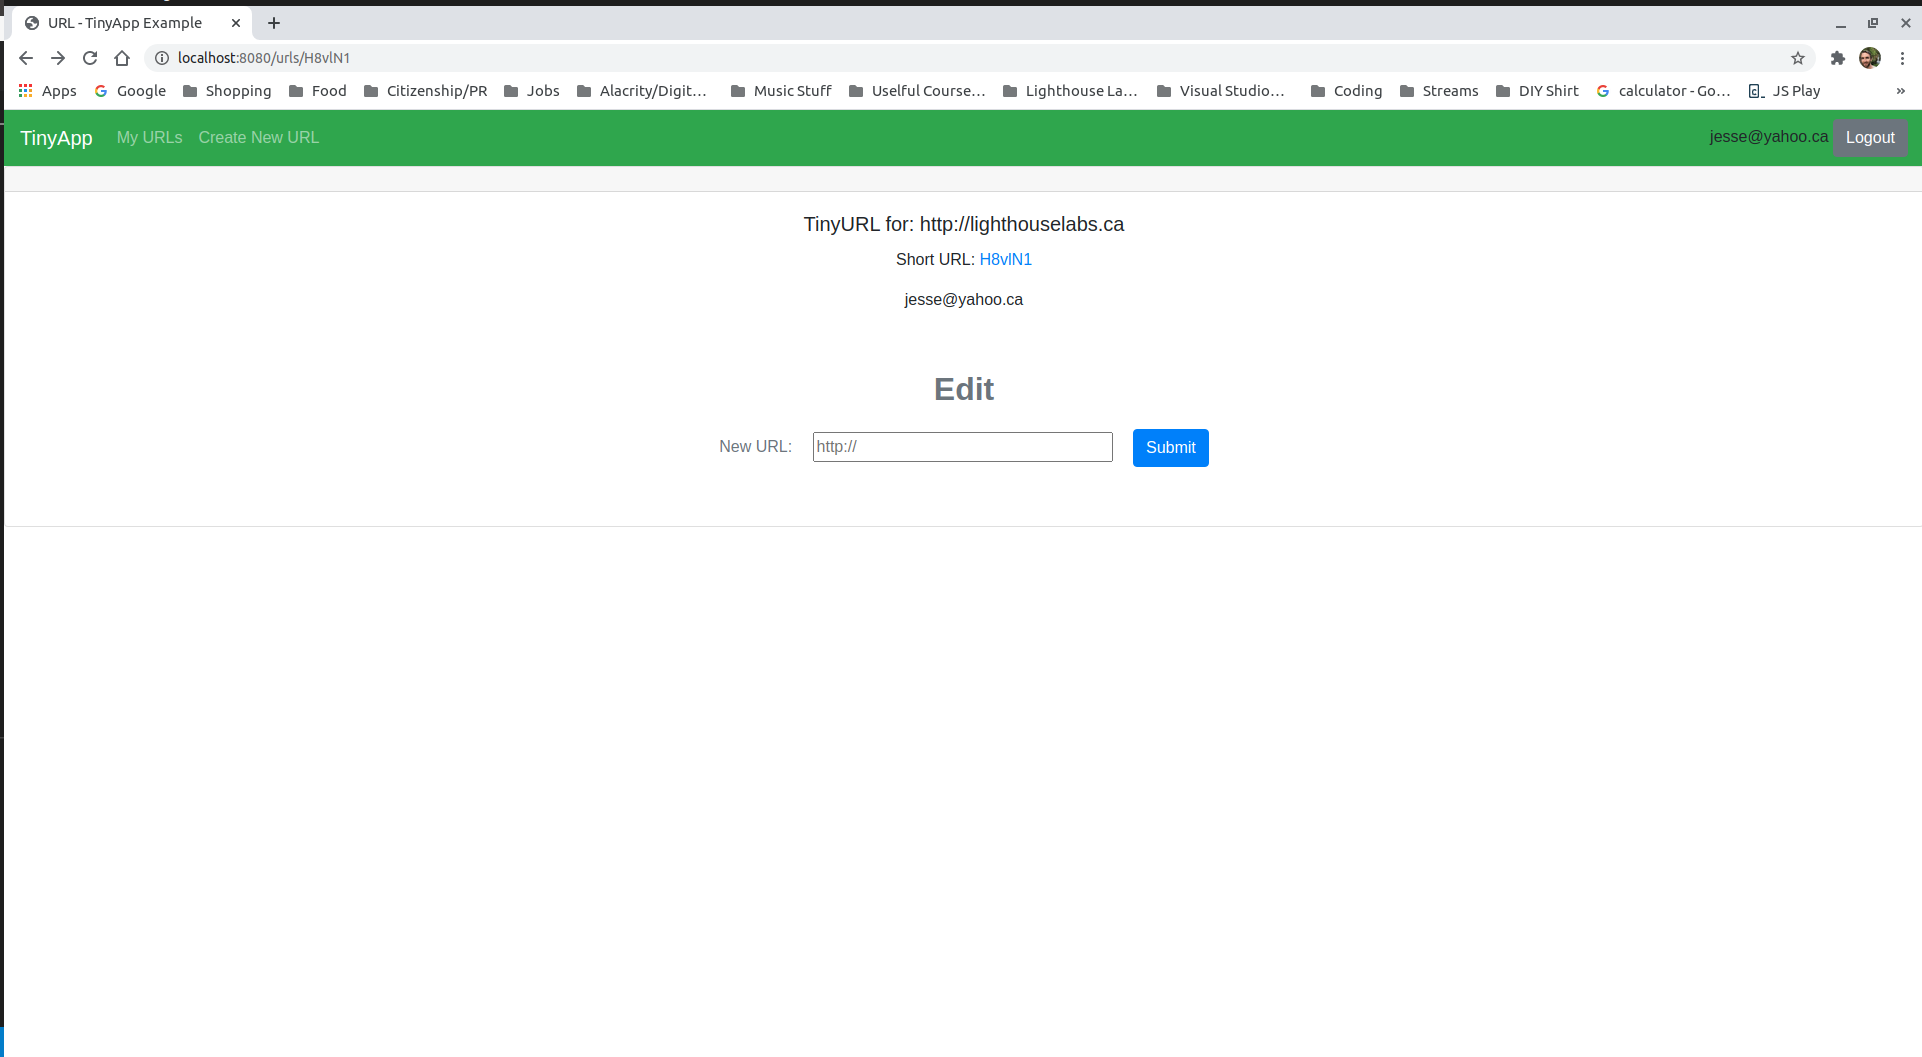 URL - TinyApp Example
localhost:8080/urls/H8vlN1
Apps Google Shopping Food Citizenship/PR Jobs Alacrity/Digit... Music Stuff Uselful Course... Lighthouse La... Visual Studio... Coding Streams DIY Shirt calculator - Go... JS Play »
TinyApp My URLs Create New URL jesse@yahoo.ca Logout
TinyURL for: http://lighthouselabs.ca
Short URL: H8vlN1
jesse@yahoo.ca
Edit
New URL: http:// Submit